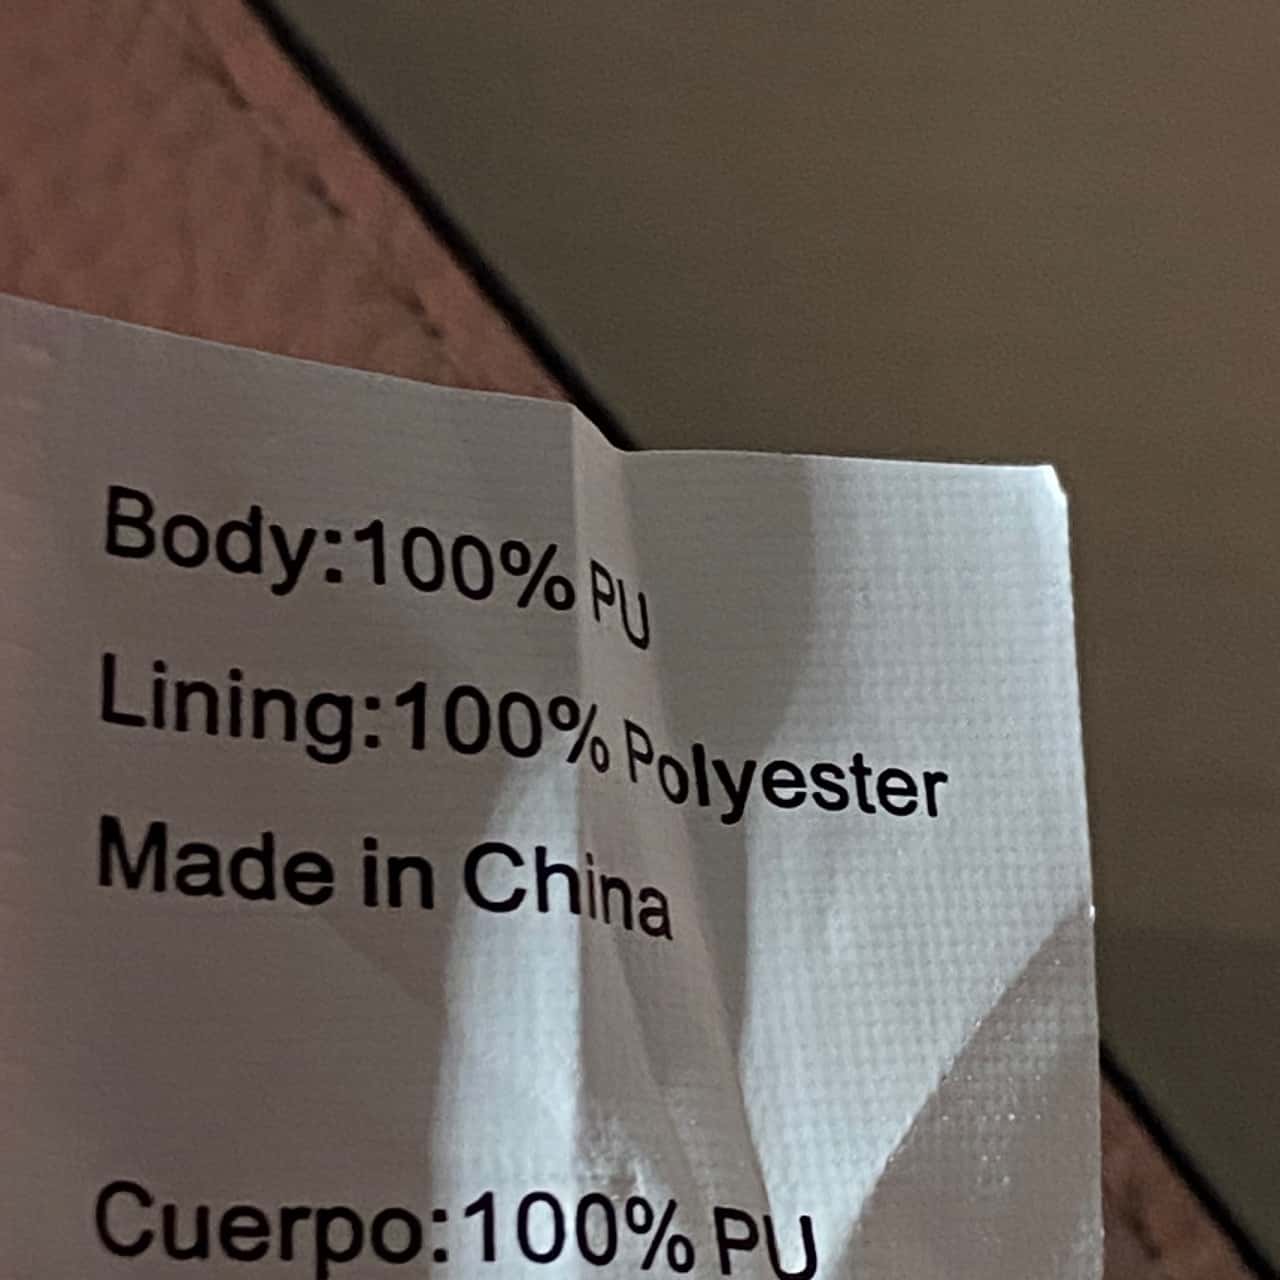 Body:100% PU
Lining:100% Polyester
Made in China
Cuerpo:100% PU